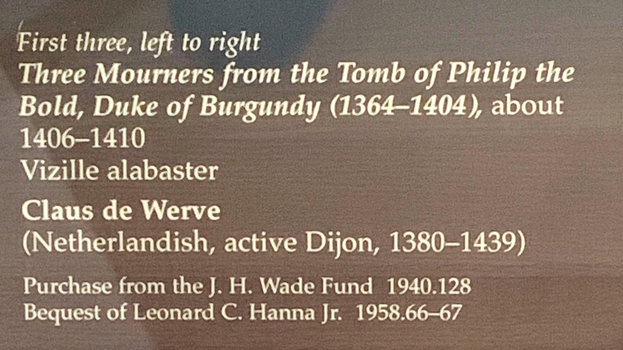 First three, left to right
Three Mourners from the Tomb of Philip the
Bold, Duke of Burgundy (1364–1404), about
1406–1410
Vizille alabaster
Claus de Werve
(Netherlandish, active Dijon, 1380–1439)
Purchase from the J. H. Wade Fund 1940.128
Bequest of Leonard C. Hanna Jr. 1958.66–67